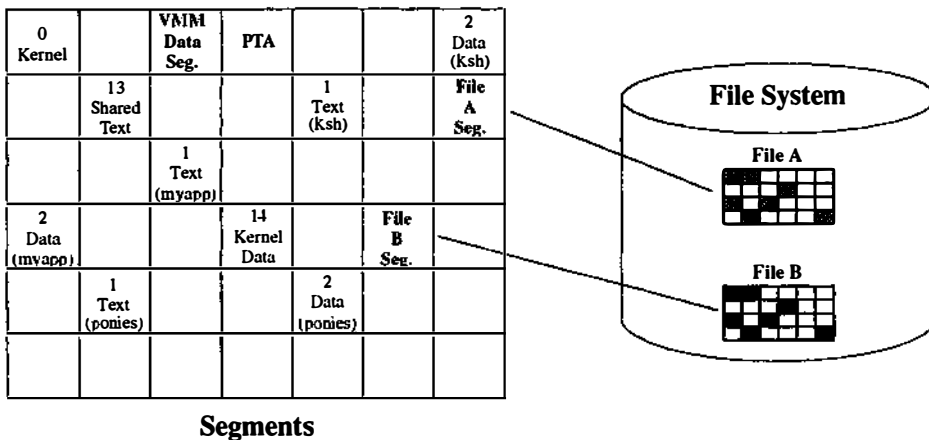 0
Kernel
VMM
Data
Seg.
PTA
2
Data
(ksh)
13
Shared
Text
1
Text
(Ksh)
File
A
Seg.
1
Text
(myapp)
2
Data
(myapp)
14
Kernel
Data
File
B
Seg.
1
Text
(ponies)
2
Data
(ponies)
Segments
File System
File A
File B